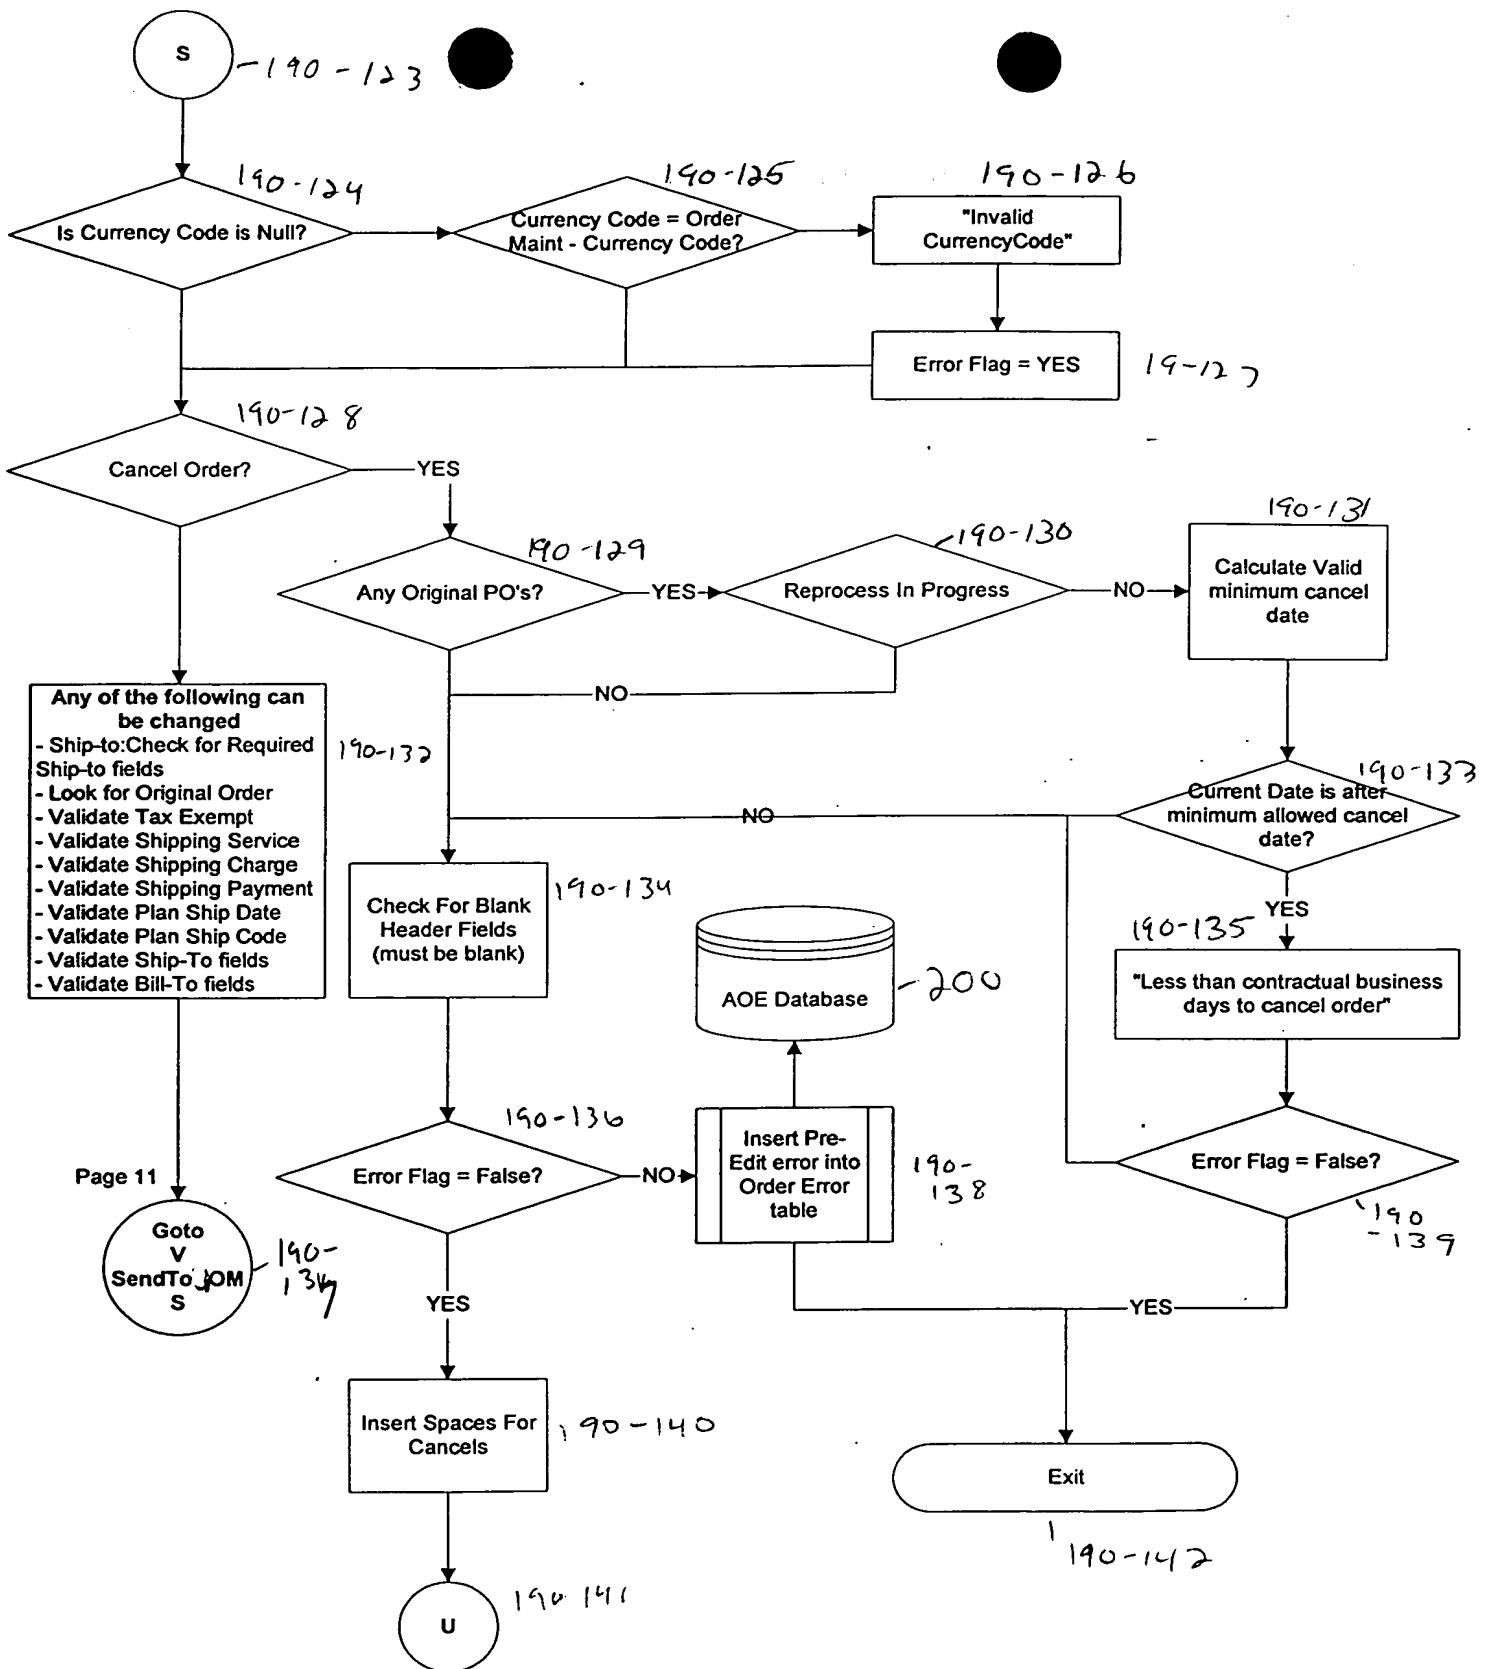 S
190-123
190-124
Is Currency Code is Null?
190-125
Currency Code = Order
Maint - Currency Code?
190-126
"Invalid
CurrencyCode"
Error Flag = YES
19-127
190-128
Cancel Order?
YES
190-129
Any Original PO's?
YES
190-130
Reprocess In Progress
NO
190-131
Calculate Valid
minimum cancel
date
NO
Any of the following can
be changed
- Ship-to:Check for Required
Ship-to fields
- Look for Original Order
- Validate Tax Exempt
- Validate Shipping Service
- Validate Shipping Charge
- Validate Shipping Payment
- Validate Plan Ship Date
- Validate Plan Ship Code
- Validate Ship-To fields
- Validate Bill-To fields
190-132
190-133
Current Date is after
minimum allowed cancel
date?
NO
YES
Check For Blank
Header Fields
(must be blank)
190-134
AOE Database
200
190-135
"Less than contractual business
days to cancel order"
190-136
Error Flag = False?
NO
Insert Pre-
Edit error into
Order Error
table
190-
138
Error Flag = False?
190
-139
Page 11
Goto
V
SendTo JOM
S
190-
137
YES
YES
Insert Spaces For
Cancels
190-140
Exit
190-142
U
190-141